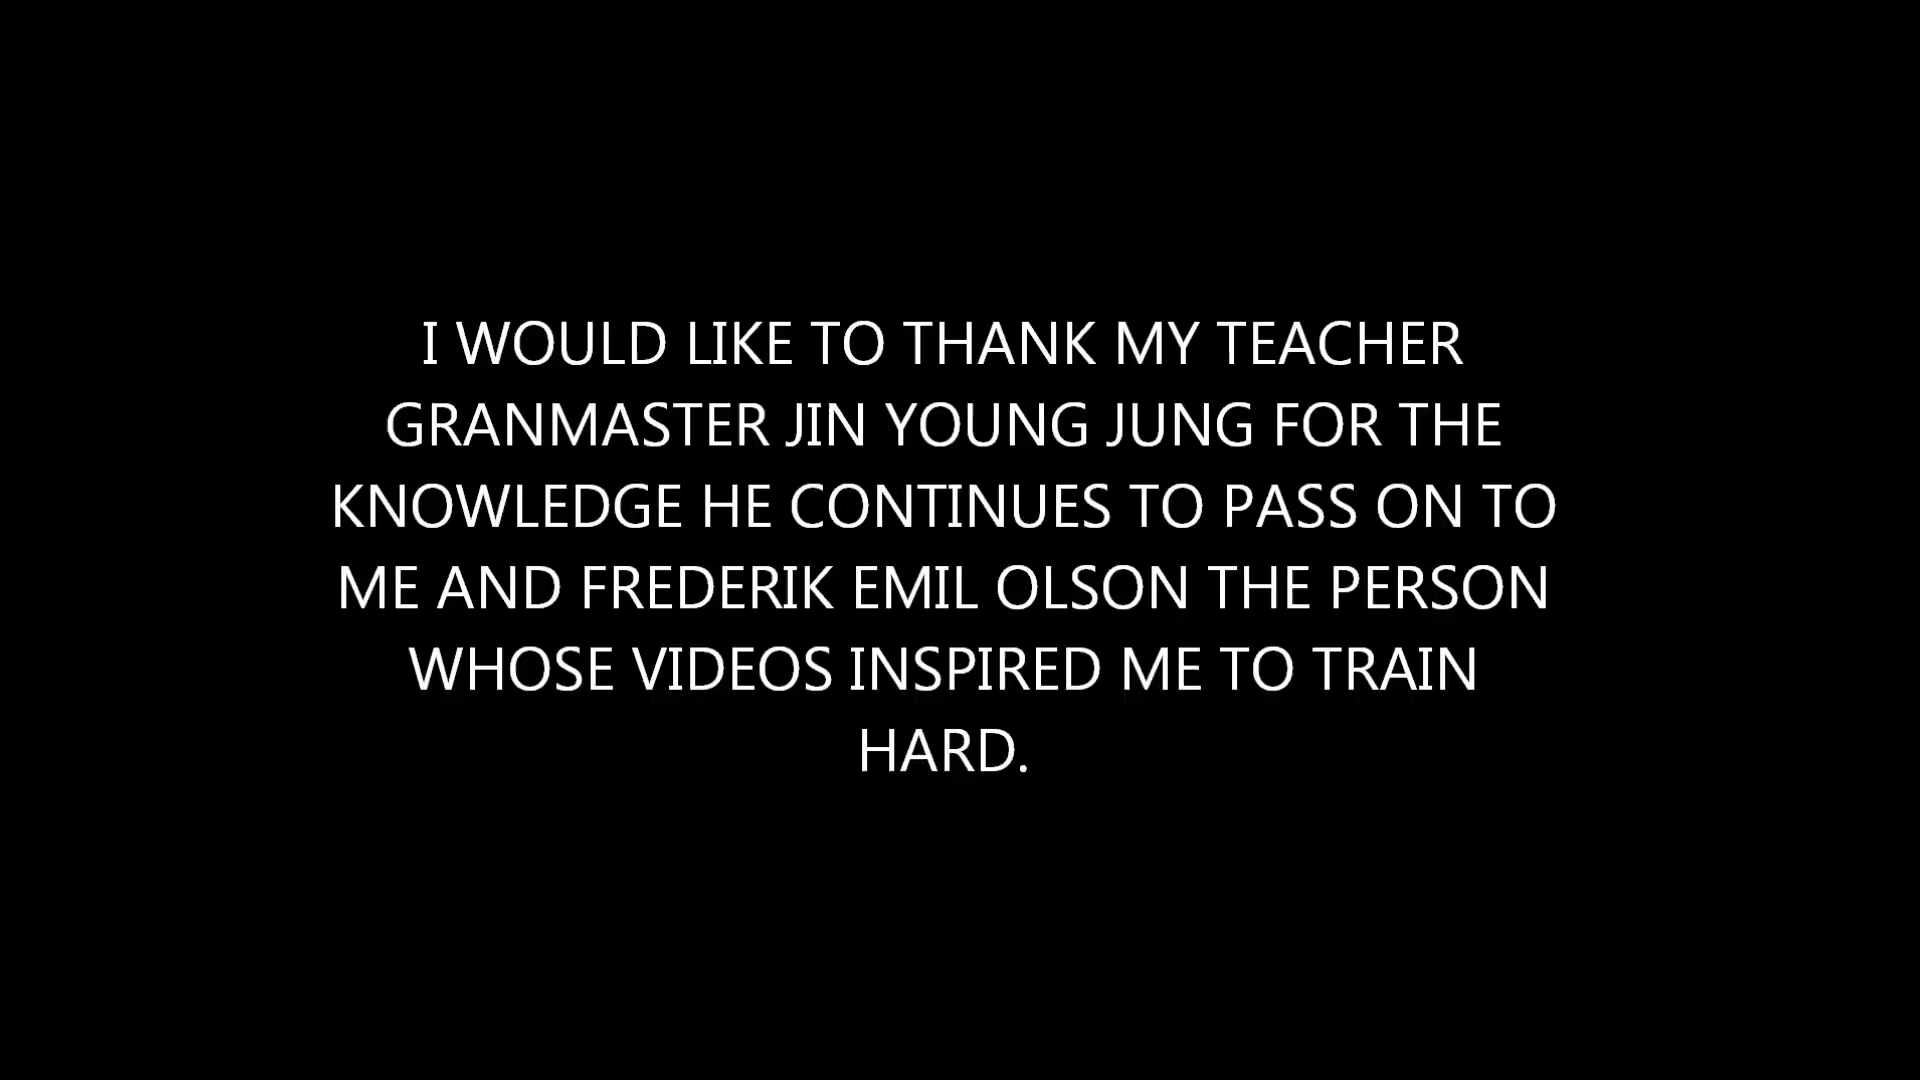 I WOULD LIKE TO THANK MY TEACHER
GRANMASTER JIN YOUNG JUNG FOR THE
KNOWLEDGE HE CONTINUES TO PASS ON TO
ME AND FREDERIK EMIL OLSON THE PERSON
WHOSE VIDEOS INSPIRED ME TO TRAIN
HARD.